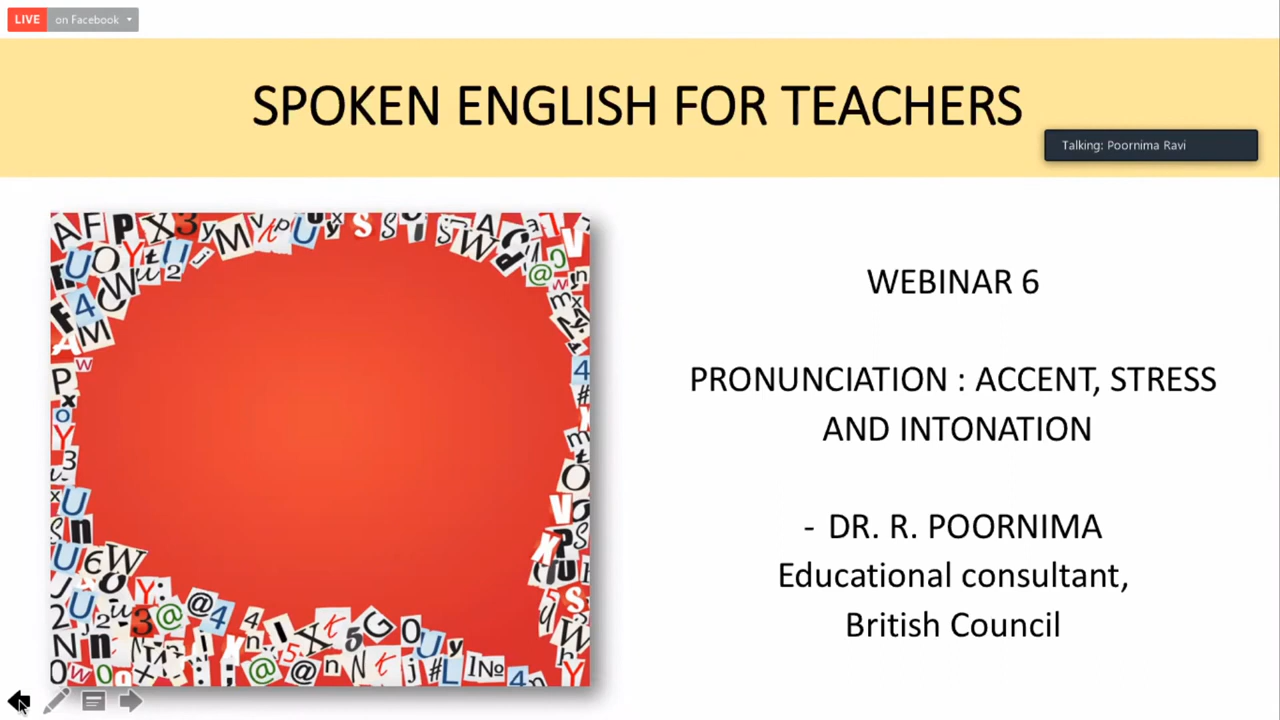 LIVE on Facebook
SPOKEN ENGLISH FOR TEACHERS
Talking: Poornima Ravi
WEBINAR 6
PRONUNCIATION : ACCENT, STRESS
AND INTONATION
- DR. R. POORNIMA
Educational consultant,
British Council